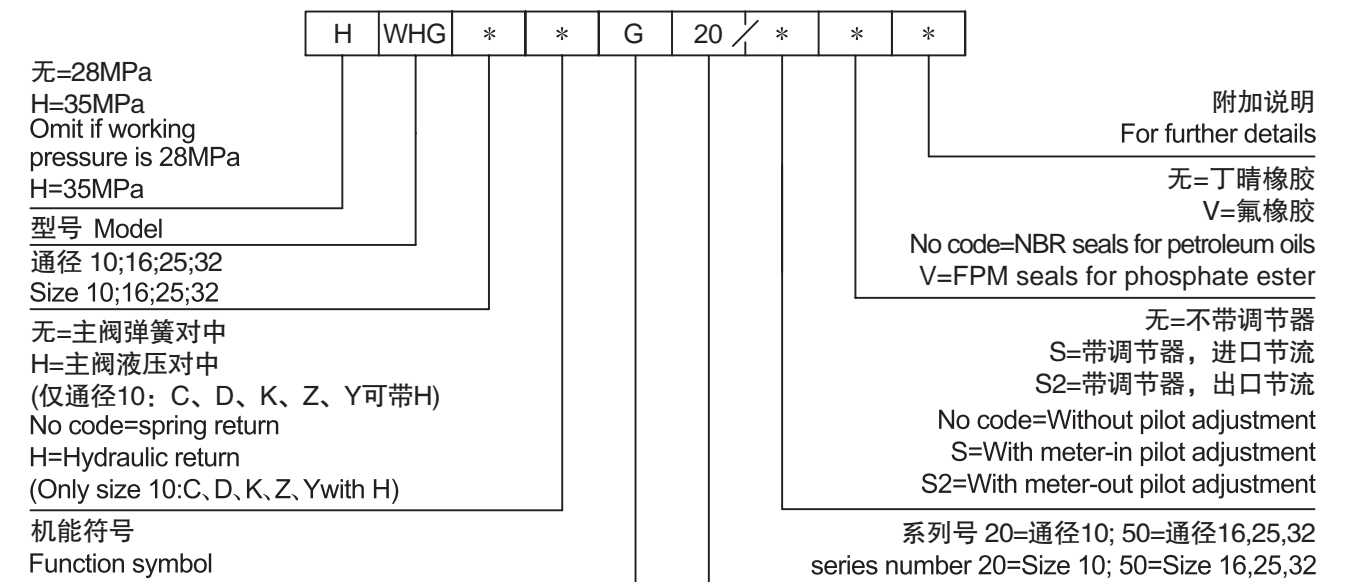 H WHG * * G 20 / * * *
无=28MPa
H=35MPa
Omit if working
pressure is 28MPa
H=35MPa
型号 Model
通径 10;16;25;32
Size 10;16;25;32
无=主阀弹簧对中
H=主阀液压对中
(仅通径10：C、D、K、Z、Y可带H)
No code=spring return
H=Hydraulic return
(Only size 10:C、D、K、Z、Ywith H)
机能符号
Function symbol
附加说明
For further details
无=丁晴橡胶
V=氟橡胶
No code=NBR seals for petroleum oils
V=FPM seals for phosphate ester
无=不带调节器
S=带调节器，进口节流
S2=带调节器，出口节流
No code=Without pilot adjustment
S=With meter-in pilot adjustment
S2=With meter-out pilot adjustment
系列号 20=通径10; 50=通径16,25,32
series number 20=Size 10; 50=Size 16,25,32